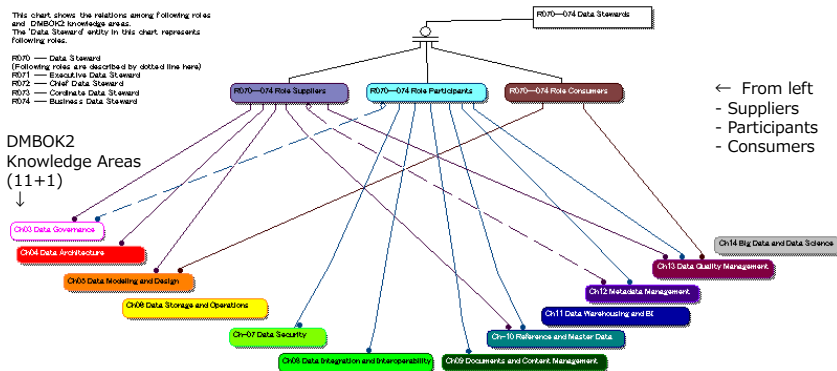 This chart shows the relations among following roles
and DMBOK2 knowledge areas.
The 'Data Steward' entity in this chart represents
following roles.
R070 — Data Steward
(Following roles are described by dotted line here)
R071 — Executive Data Steward
R072 — Chief Data Steward
R073 — Cordinate Data Steward
R074 — Business Data Steward
R070—074 Data Stewards
R070—074 Role Suppliers
R070—074 Role Participants
R070—074 Role Consumers
← From left
- Suppliers
- Participants
- Consumers
DMBOK2
Knowledge Areas
(11+1)
↓
Ch03 Data Governance
Ch04 Data Architecture
Ch05 Data Modeling and Design
Ch06 Data Storage and Operations
Ch-07 Data Security
Ch08 Data Integration and Interoperability
Ch09 Documents and Content Management
Ch-10 Reference and Master Data
Ch11 Data Warehousing and BI
Ch12 Metadata Management
Ch13 Data Quality Management
Ch14 Big Data and Data Science